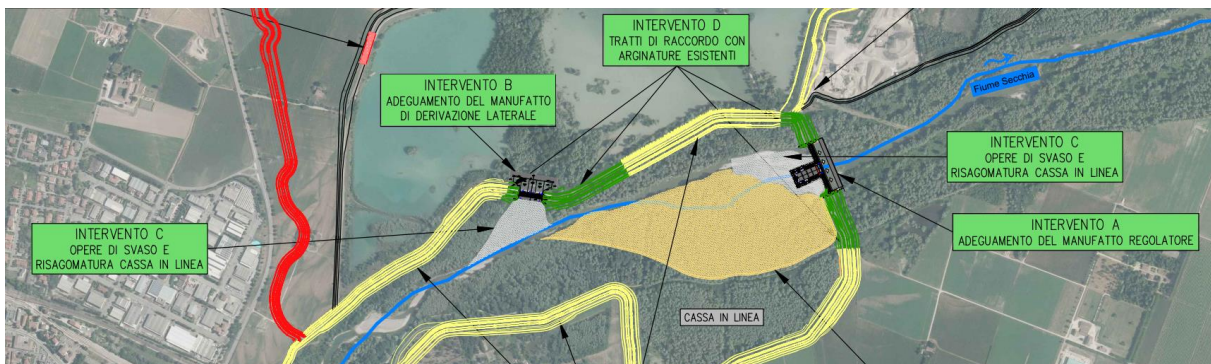 INTERVENTO D
TRATTI DI RACCORDO CON
ARGINATURE ESISTENTI
INTERVENTO B
ADEGUAMENTO DEL MANUFATTO
DI DERIVAZIONE LATERALE
Fiume Secchia
INTERVENTO C
OPERE DI SVASO E
RISAGOMATURA CASSA IN LINEA
INTERVENTO A
ADEGUAMENTO DEL MANUFATTO REGOLATORE
INTERVENTO C
OPERE DI SVASO E
RISAGOMATURA CASSA IN LINEA
CASSA IN LINEA